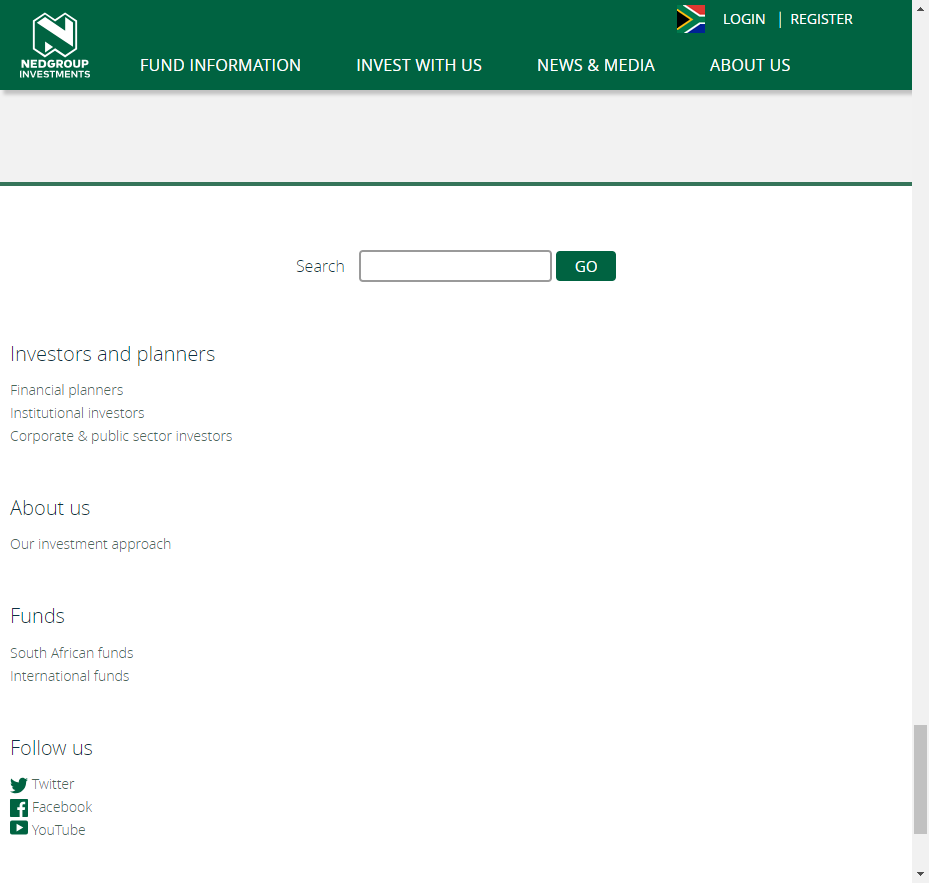 LOGIN | REGISTER
NEDGROUP
INVESTMENTS
FUND INFORMATION INVEST WITH US NEWS & MEDIA ABOUT US
Search GO
Investors and planners
Financial planners
Institutional investors
Corporate & public sector investors
About us
Our investment approach
Funds
South African funds
International funds
Follow us
Twitter
Facebook
YouTube